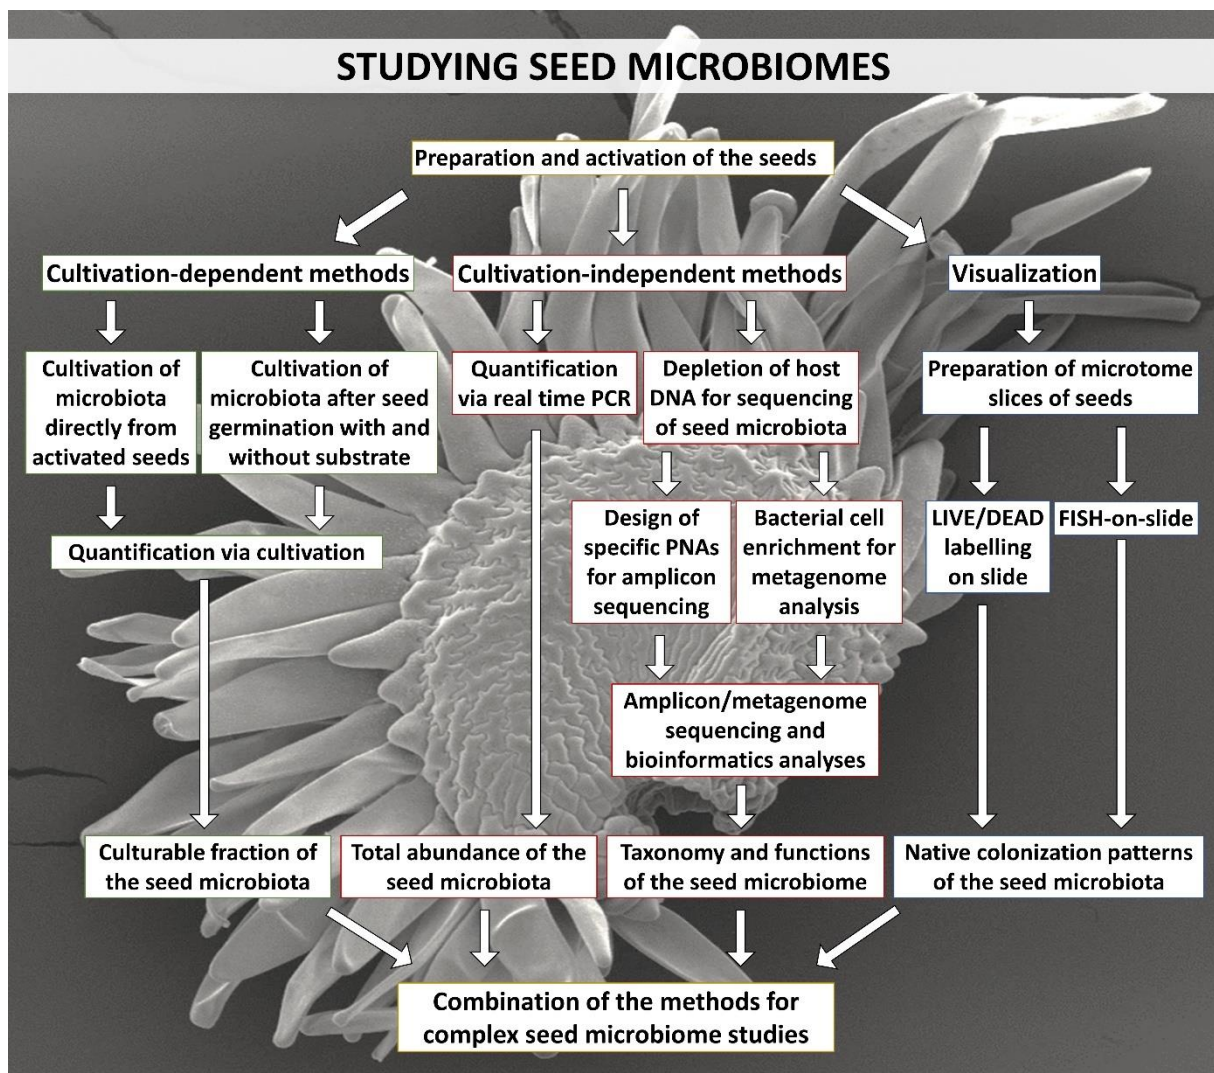 STUDYING SEED MICROBIOMES
Preparation and activation of the seeds
Cultivation-dependent methods
Cultivation-independent methods
Visualization
Cultivation of
microbiota
directly from
activated seeds
Cultivation of
microbiota after seed
germination with and
without substrate
Quantification
via real time PCR
Depletion of host
DNA for sequencing
of seed microbiota
Preparation of microtome
slices of seeds
Quantification via cultivation
Design of
specific PNAs
for amplicon
sequencing
Bacterial cell
enrichment for
metagenome
analysis
LIVE/DEAD
labelling
on slide
FISH-on-slide
Amplicon/metagenome
sequencing and
bioinformatics analyses
Culturable fraction of
the seed microbiota
Total abundance of the
seed microbiota
Taxonomy and functions
of the seed microbiome
Native colonization patterns
of the seed microbiota
Combination of the methods for
complex seed microbiome studies